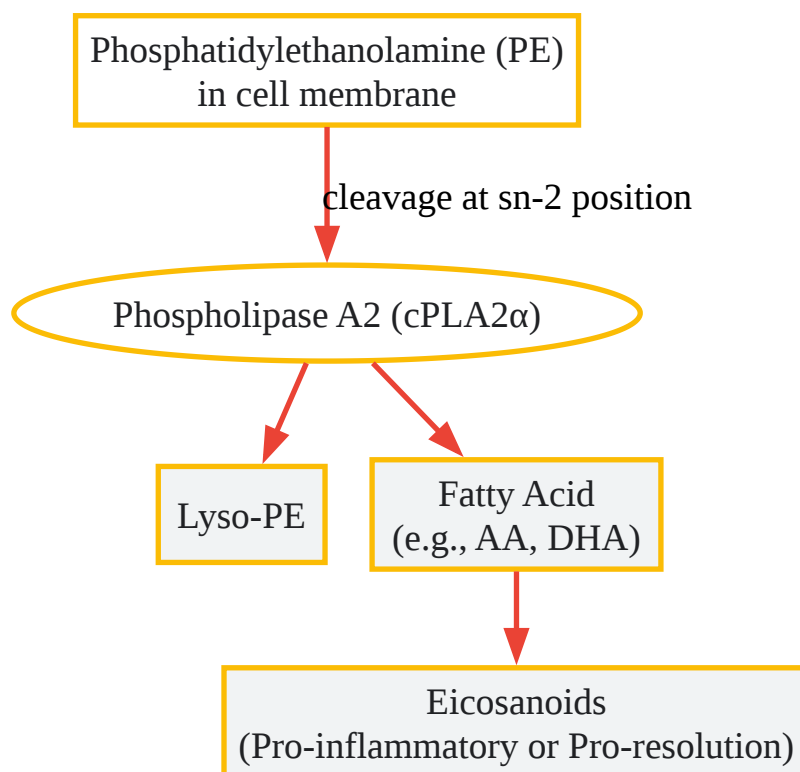 Phosphatidylethanolamine (PE)
in cell membrane
cleavage at sn-2 position
Phospholipase A2 (cPLA2α)
Lyso-PE
Fatty Acid
(e.g., AA, DHA)
Eicosanoids
(Pro-inflammatory or Pro-resolution)